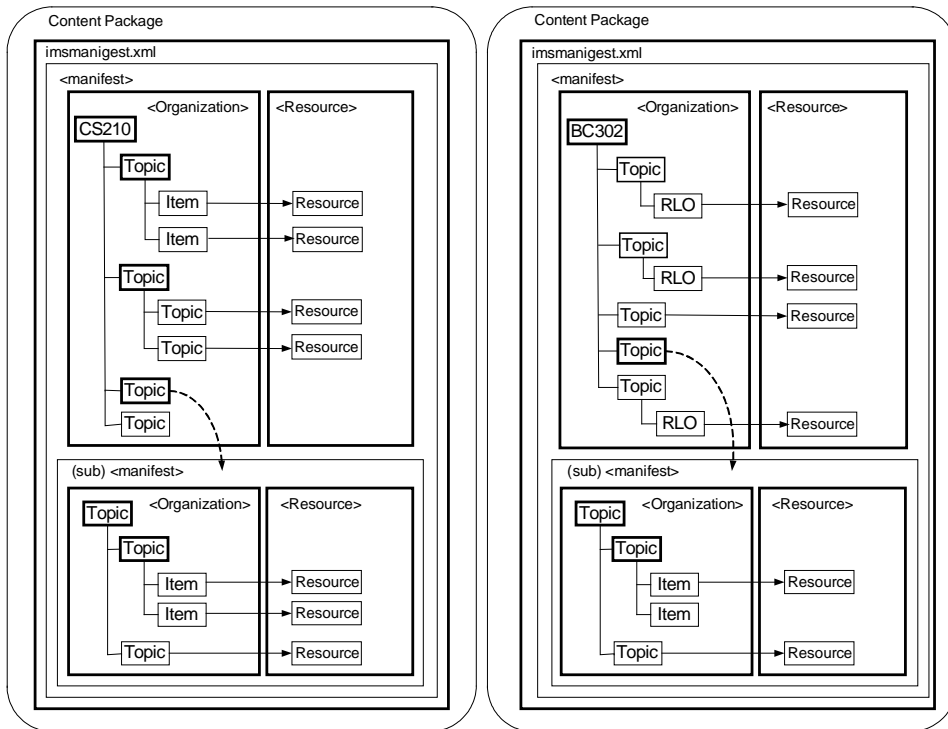 Content Package
imsmanigest.xml
<manifest>
<Organization>
<Resource>
CS210
Topic
Item
Resource
Item
Resource
Topic
Topic
Resource
Topic
Resource
Topic
Topic
(sub) <manifest>
<Organization>
<Resource>
Topic
Topic
Item
Resource
Item
Resource
Topic
Resource
Content Package
imsmanigest.xml
<manifest>
<Organization>
<Resource>
BC302
Topic
RLO
Resource
Topic
RLO
Resource
Topic
Resource
Topic
Topic
RLO
Resource
(sub) <manifest>
<Organization>
<Resource>
Topic
Topic
Item
Resource
Item
Topic
Resource